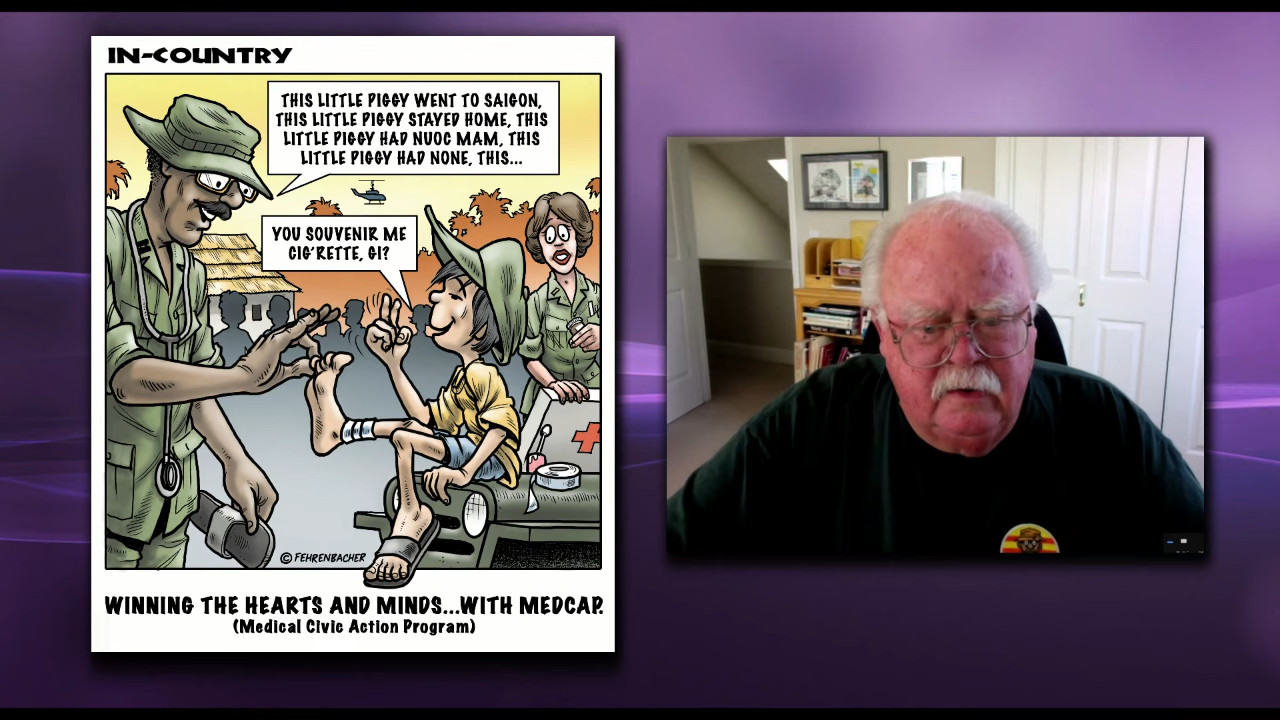 IN-COUNTRY
THIS LITTLE PIGGY WENT TO SAIGON,
THIS LITTLE PIGGY STAYED HOME, THIS
LITTLE PIGGY HAD NUOC MAM, THIS
LITTLE PIGGY HAD NONE, THIS...
YOU SOUVENIR ME
CIG'RETTE, GI?
© FEHRENBACHER
WINNING THE HEARTS AND MINDS...WITH MEDCAP.
(Medical Civic Action Program)